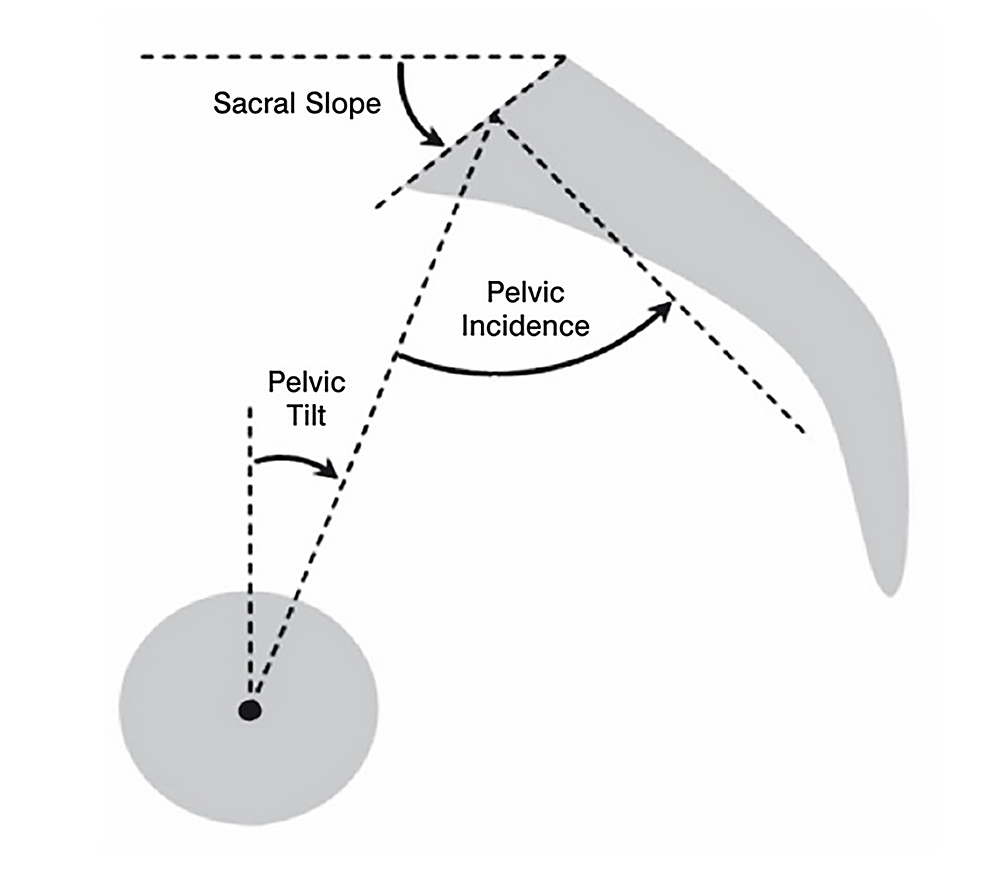 Sacral Slope
Pelvic
Incidence
Pelvic
Tilt